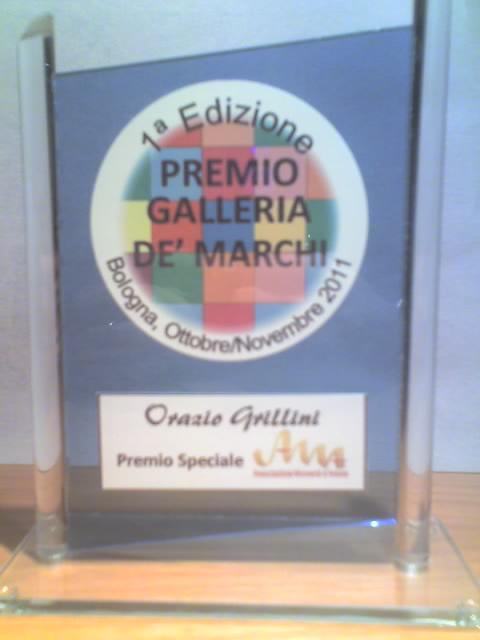 1ª Edizione
PREMIO
GALLERIA
DE' MARCHI
Bologna, Ottobre/Novembre 2011
Orazio Grillini
Premio Speciale